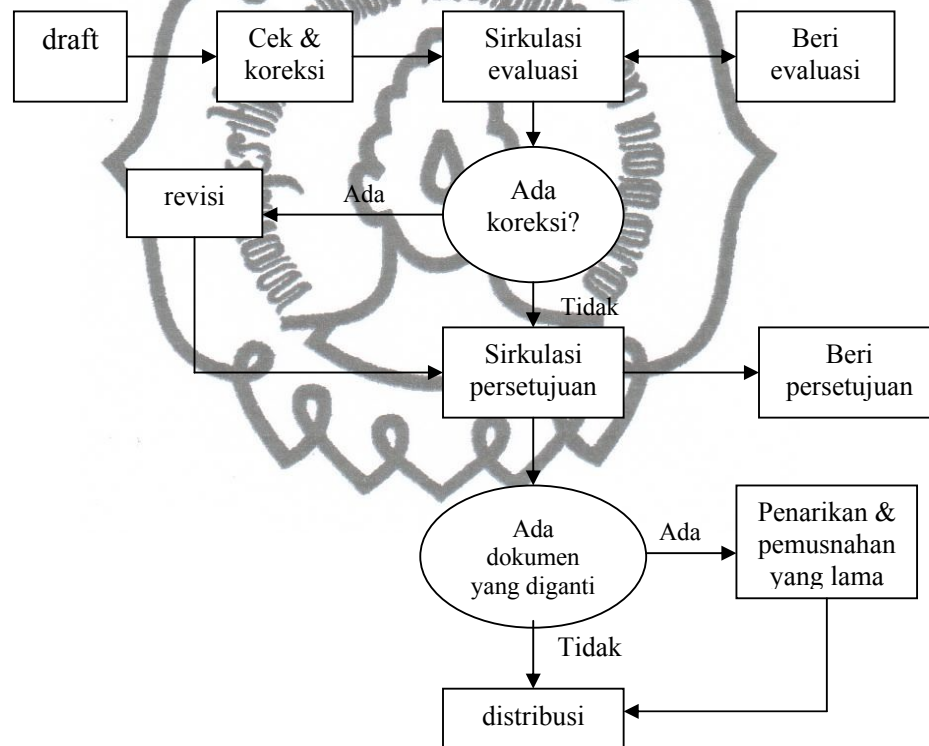 draft
Cek &
koreksi
Sirkulasi
evaluasi
Beri
evaluasi
revisi
Ada
Ada
koreksi?
Tidak
Sirkulasi
persetujuan
Beri
persetujuan
Ada
dokumen
yang diganti
Ada
Penarikan &
pemusnahan
yang lama
Tidak
distribusi